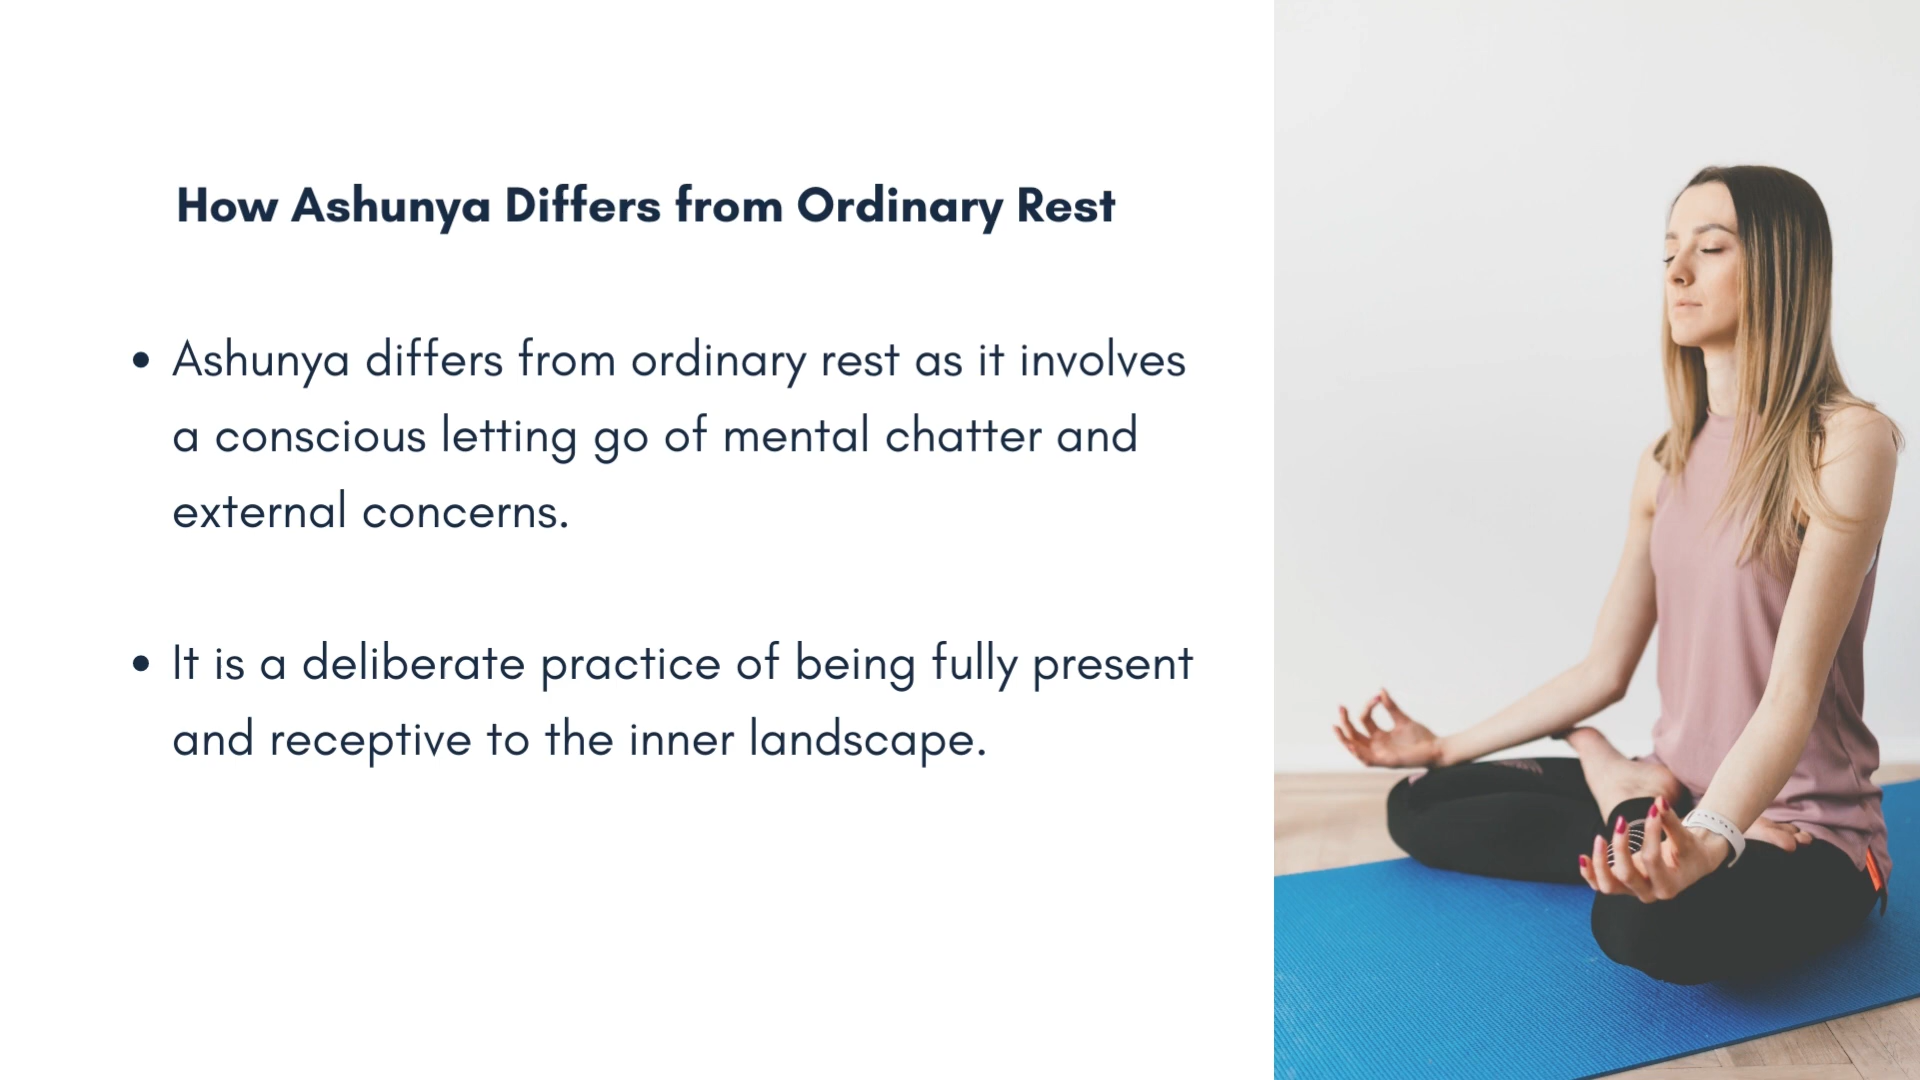 How Ashunya Differs from Ordinary Rest
• Ashunya differs from ordinary rest as it involves
a conscious letting go of mental chatter and
external concerns.
• It is a deliberate practice of being fully present
and receptive to the inner landscape.